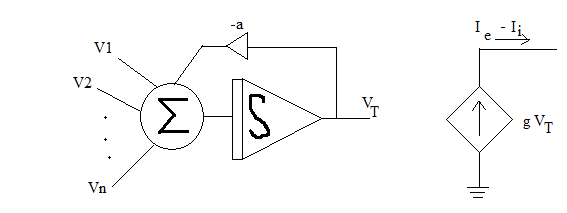 -a
V1
V2
.
.
.
Vn
Σ
∫
V_T
I_e - I_i
g V_T